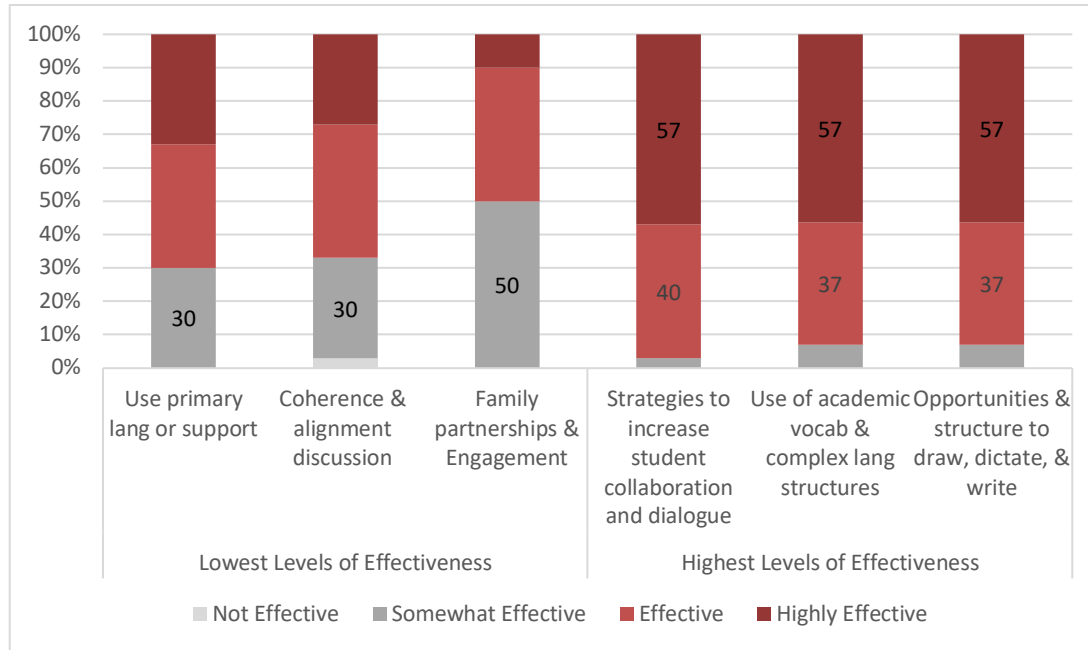 100%
90%
80%
70%
60%
50%
40%
30%
20%
10%
0%
57 57 57
30 30 50 40 37 37
Use primary
lang or support
Coherence &
alignment
discussion
Family
partnerships &
Engagement
Strategies to
increase
student
collaboration
and dialogue
Use of academic
vocab &
complex lang
structures
Opportunities &
structure to
draw, dictate, &
write
Lowest Levels of Effectiveness
Highest Levels of Effectiveness
Not Effective Somewhat Effective Effective Highly Effective